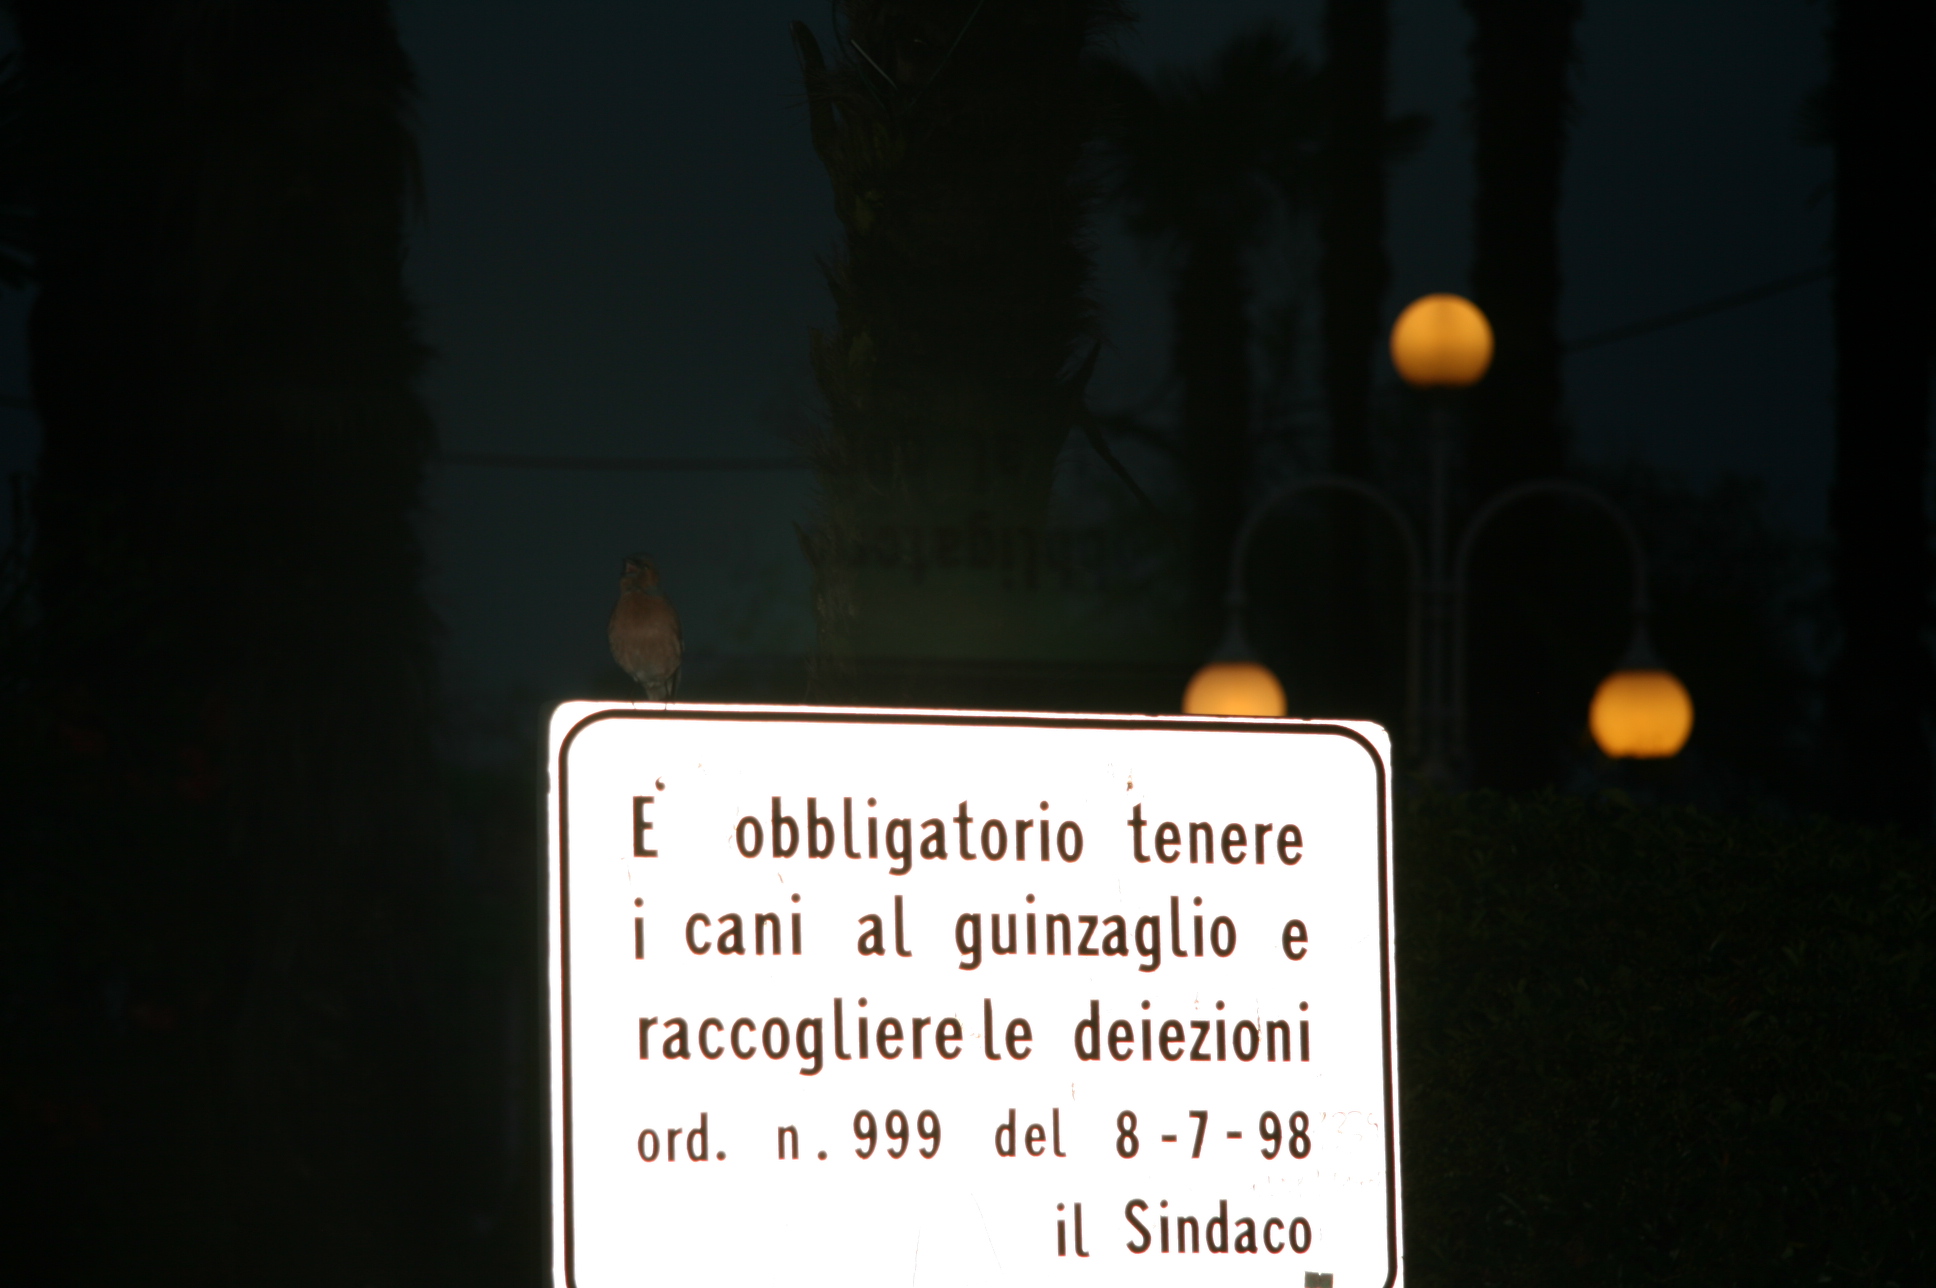 E' obbligatorio tenere
i cani al guinzaglio e
raccogliere le deiezioni
ord. n. 999 del 8-7-98
il Sindaco